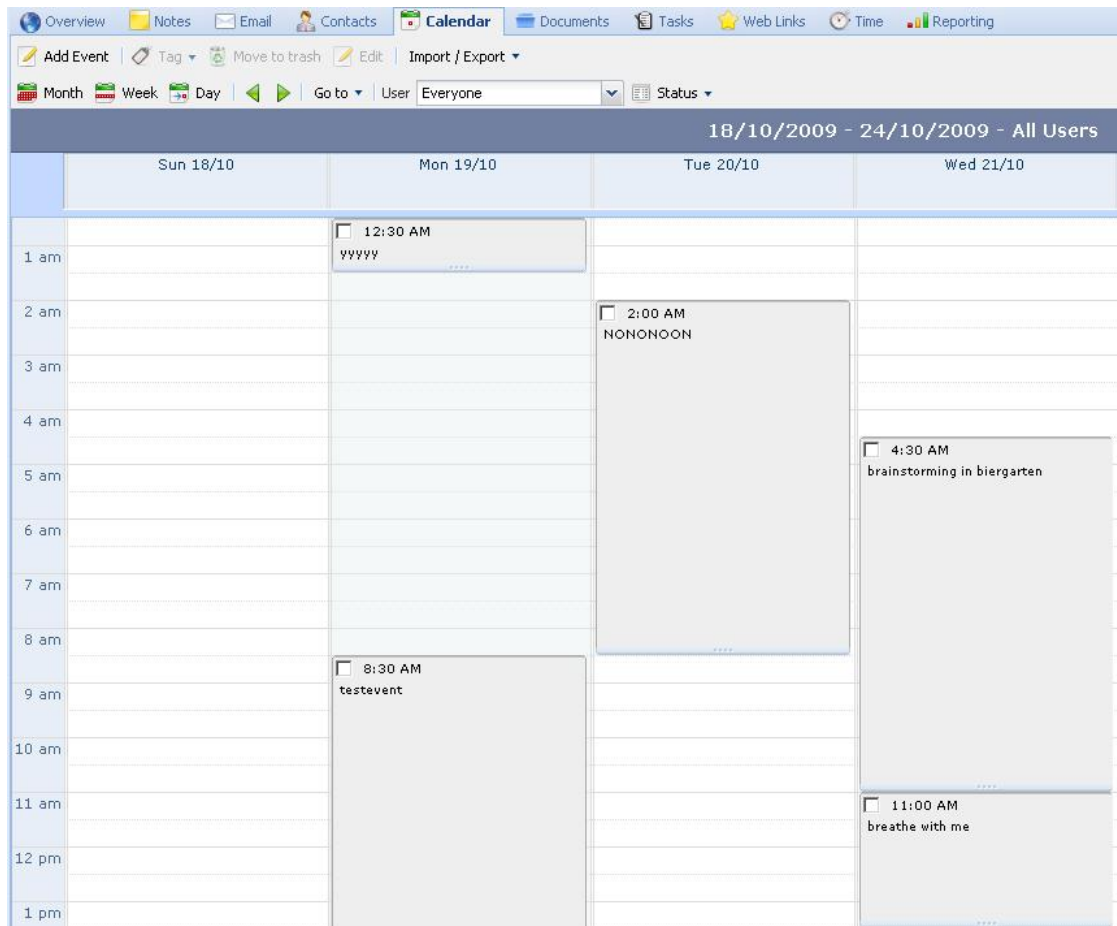 Overview Notes Email Contacts Calendar Documents Tasks Web Links Time Reporting
Add Event Tag Move to trash Edit Import / Export
Month Week Day Go to User Everyone Status
18/10/2009 - 24/10/2009 - All Users
Sun 18/10 Mon 19/10 Tue 20/10 Wed 21/10
12:30 AM
1 am yyyyy
2 am 2:00 AM
NONONOON
3 am
4 am
4:30 AM
5 am brainstorming in biergarten
6 am
7 am
8 am
8:30 AM
9 am testevent
10 am
11 am 11:00 AM
breathe with me
12 pm
1 pm